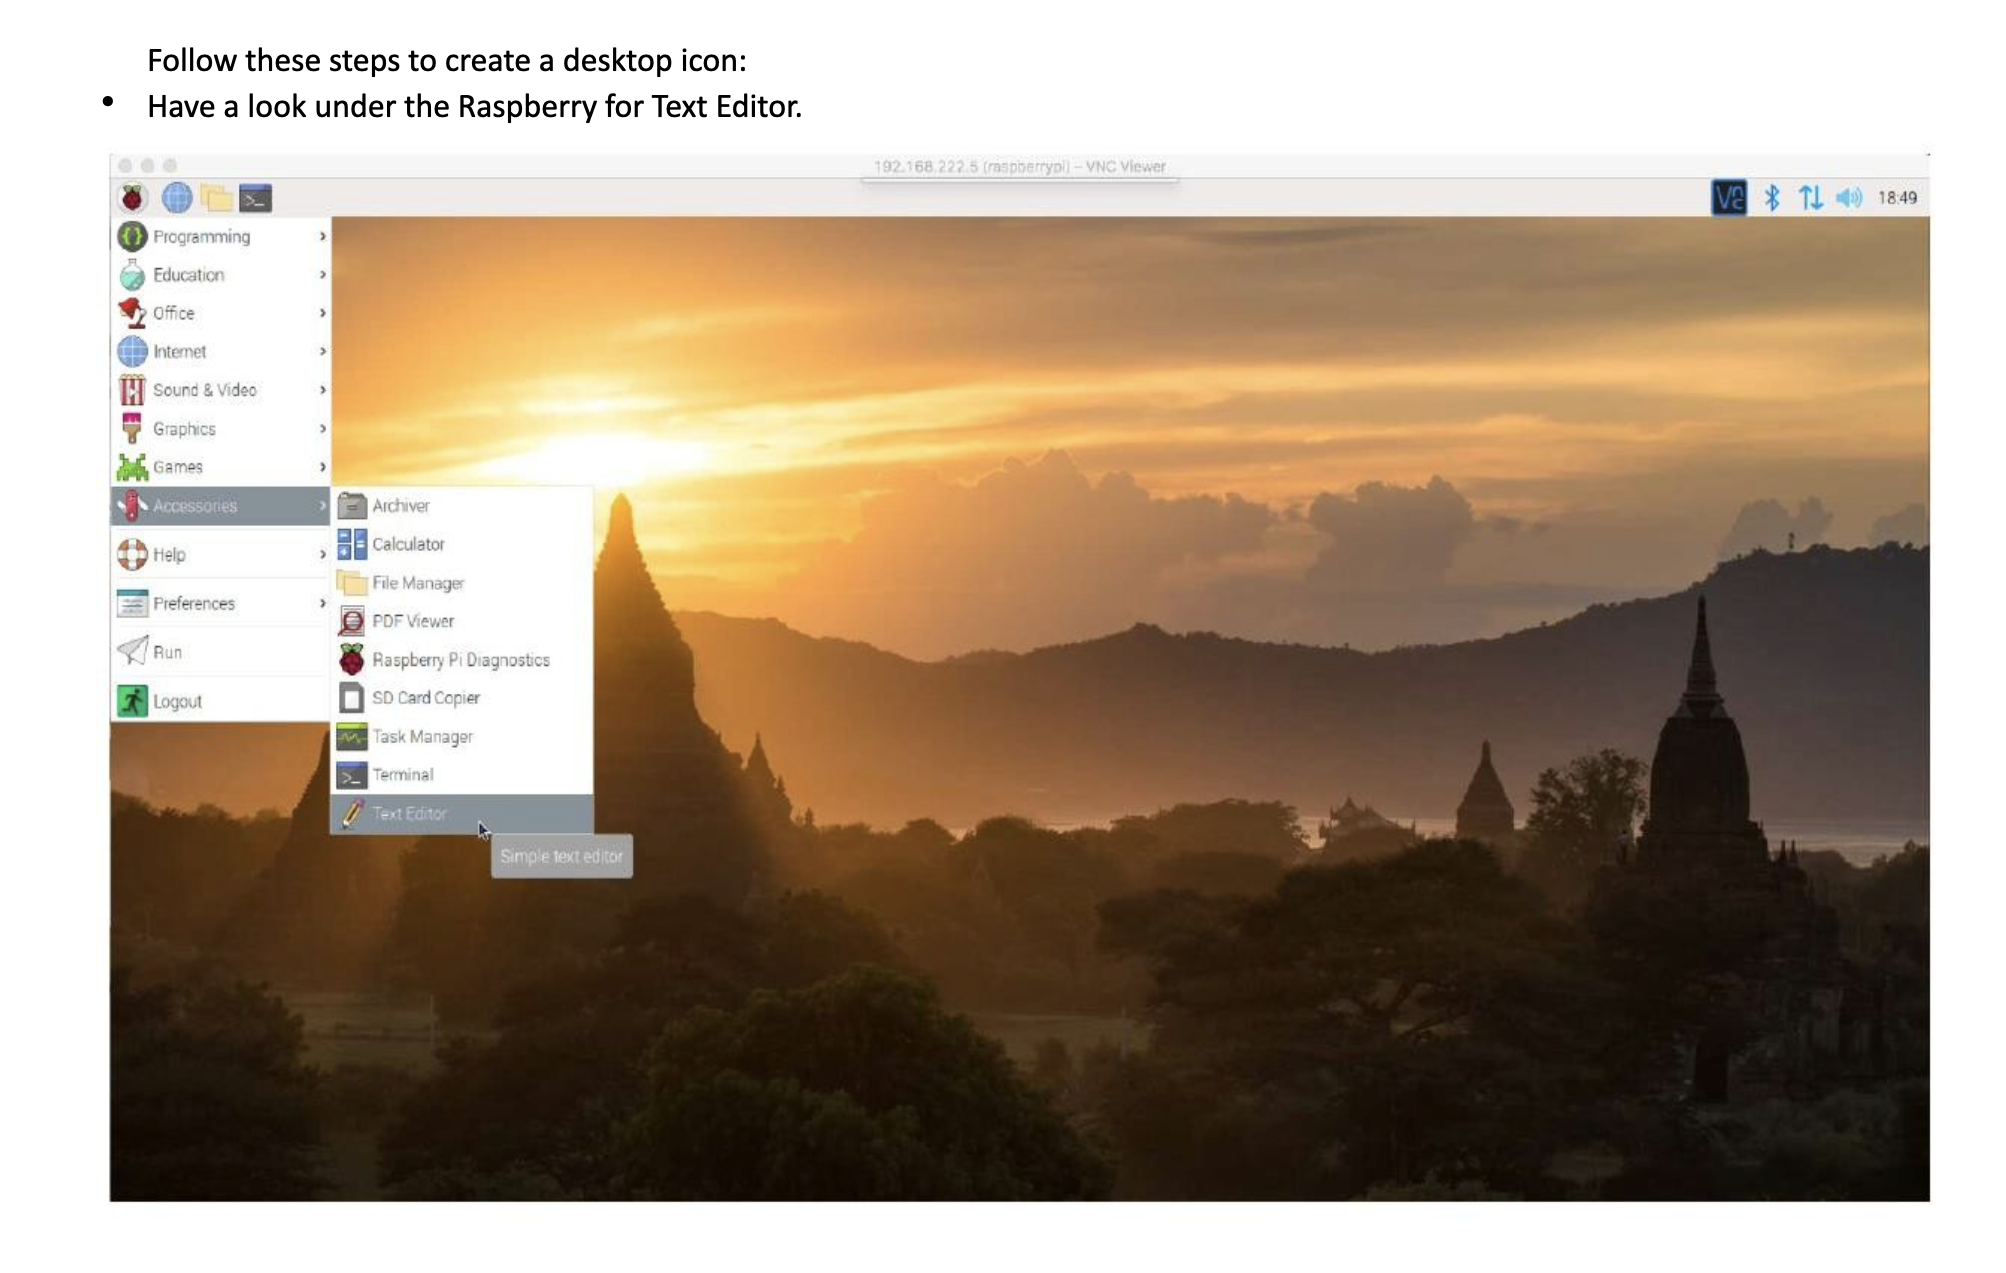 Follow these steps to create a desktop icon:
• Have a look under the Raspberry for Text Editor.
192.168.222.5 (raspberrypi) – VNC Viewer
18:49
Programming
Education
Office
Internet
Sound & Video
Graphics
Games
Accessories
Help
Preferences
Run
Logout
Archiver
Calculator
File Manager
PDF Viewer
Raspberry Pi Diagnostics
SD Card Copier
Task Manager
Terminal
Text Editor
Simple text editor